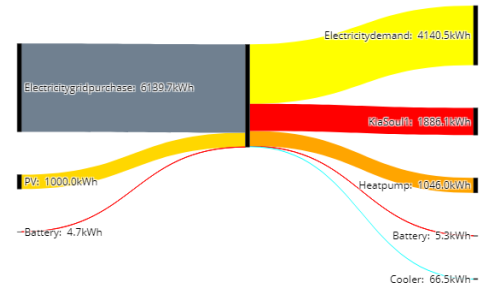 Electricitydemand: 4140.5kWh
Electricitygridpurchase: 6139.7kWh
KiaSoul1: 1886.1kWh
PV: 1000.0kWh
Heatpump: 1046.0kWh
Battery: 4.7kWh
Battery: 5.3kWh
Cooler: 66.5kWh